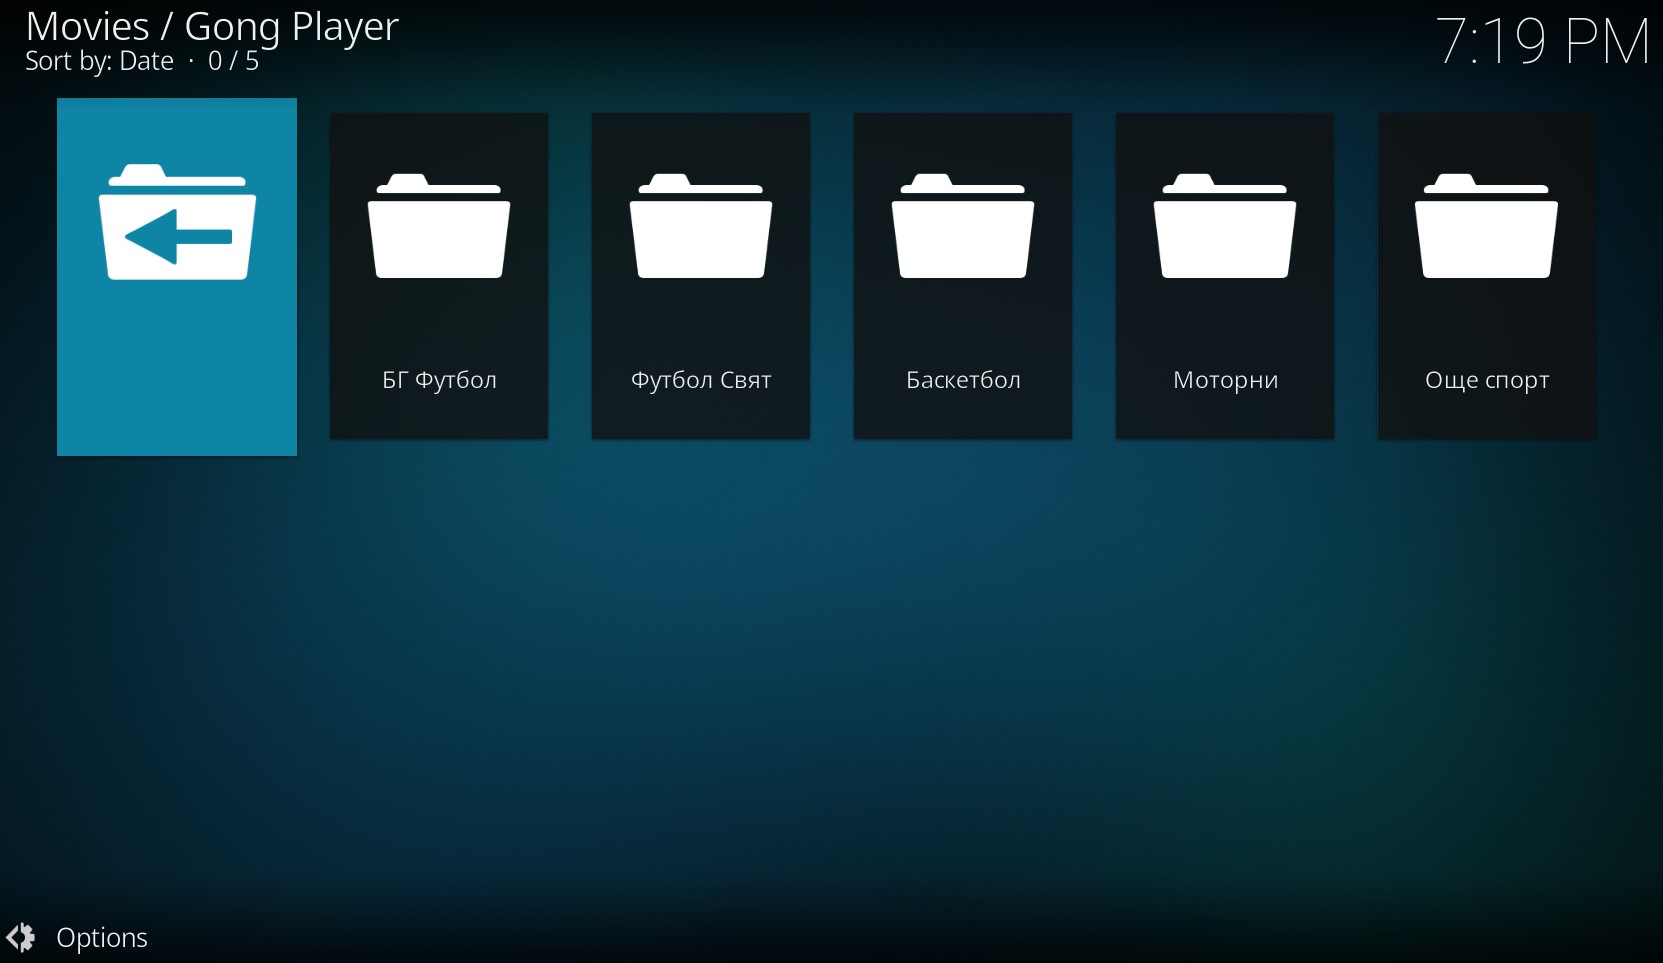 Movies / Gong Player
Sort by: Date · 0 / 5
7:19 PM
БГ Футбол
Футбол Свят
Баскетбол
Моторни
Още спорт
Options